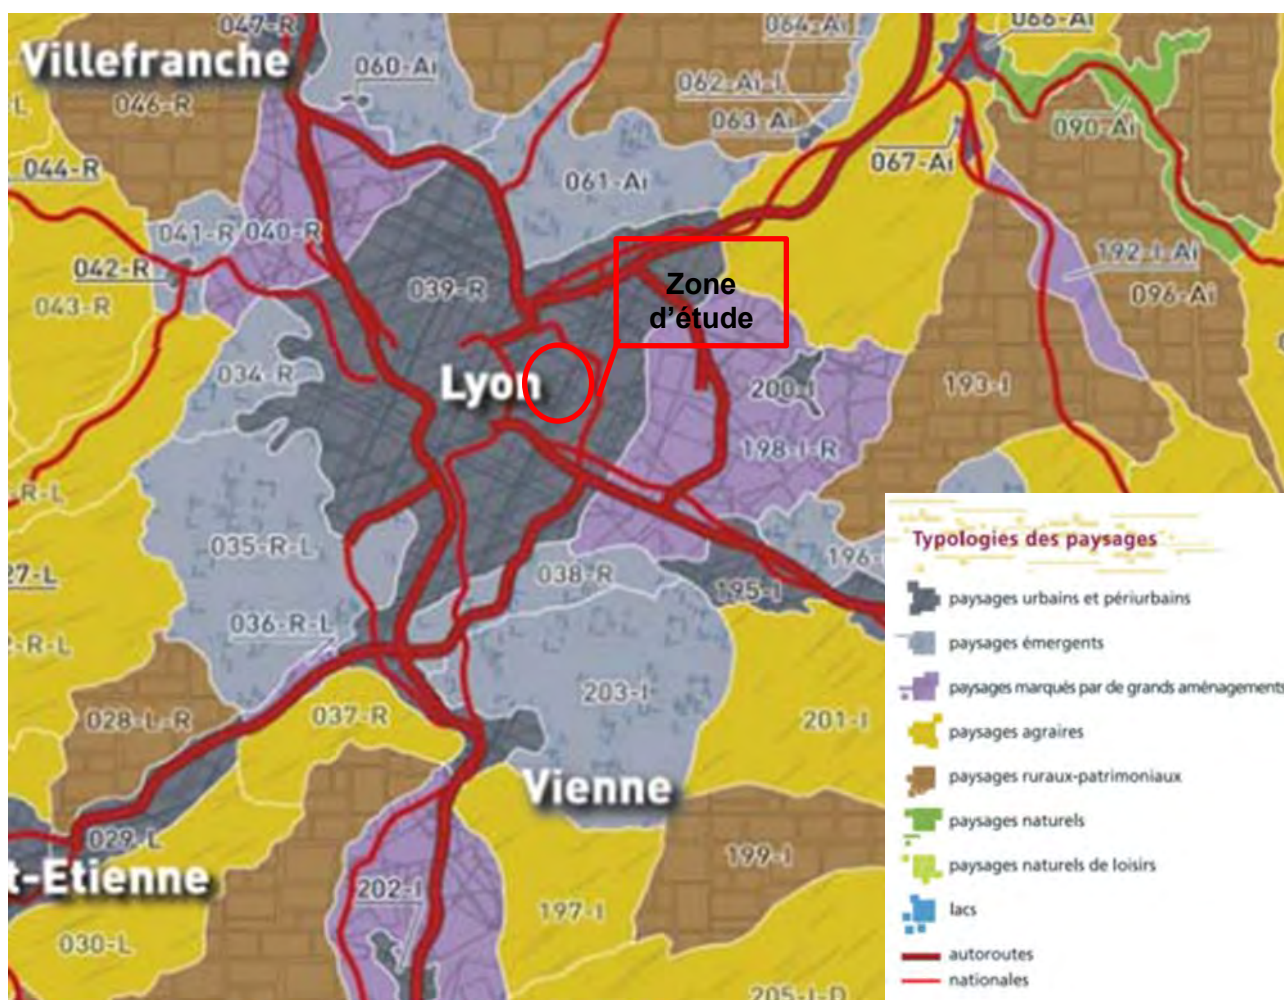 047-R
064-Ai
066-Ai
Villefranche
060-Ai
046-R
062-Ai-I
063-Ai
090-Ai
067-Ai
044-R
061-Ai
041-R
040-R
042-R
192-I-Ai
096-Ai
043-R
039-R
Zone
d'étude
034-R
Lyon
200-I
193-I
198-I-R
-R-L
035-R-L
27-L
038-R
195-I
196-
036-R-L
-R-L
203-I
028-L-R
037-R
201-I
Vienne
029-L
t-Etienne
199-I
202-I
197-I
030-L
205-I-D
Typologies des paysages
paysages urbains et périurbains
paysages émergents
paysages marqués par de grands aménagements
paysages agraires
paysages ruraux-patrimoniaux
paysages naturels
paysages naturels de loisirs
lacs
autoroutes
nationales